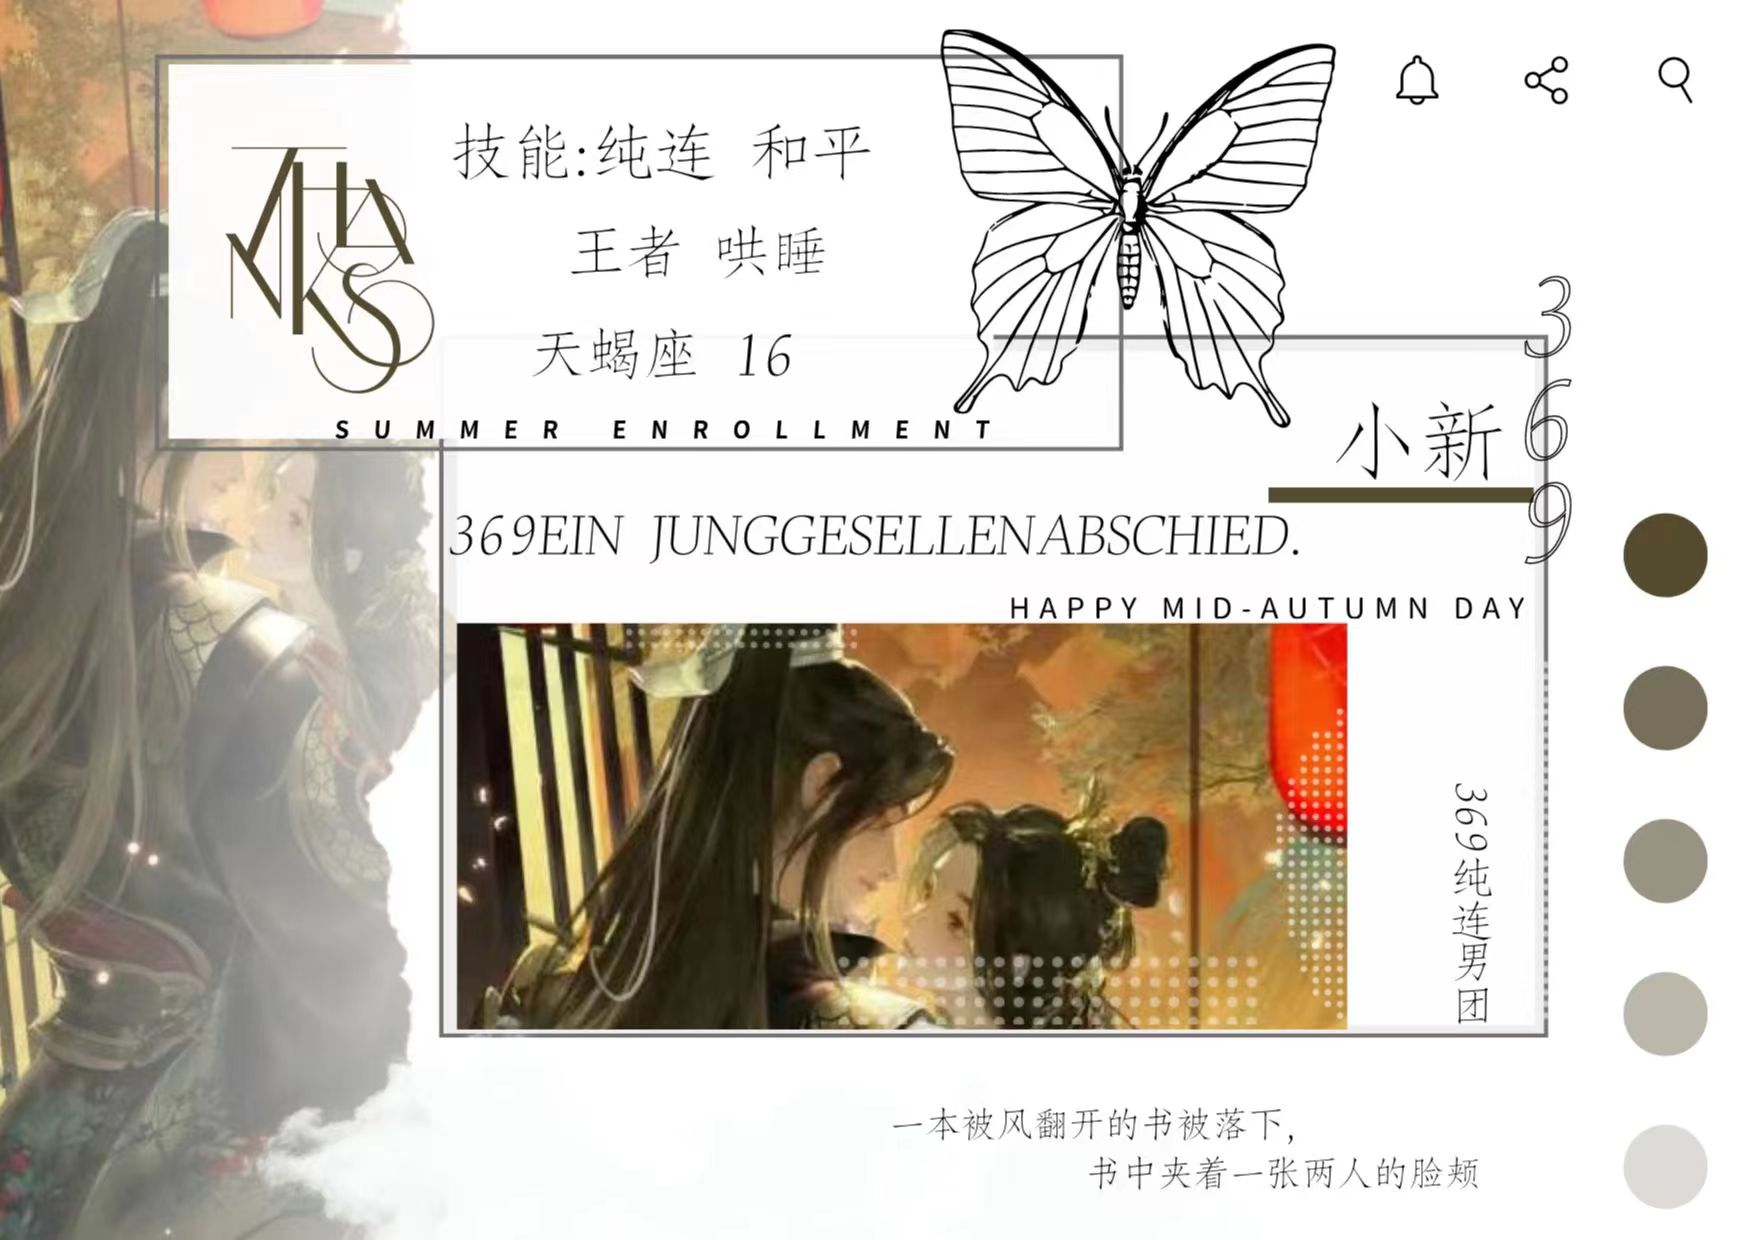 THANKS
技能:纯连 和平
王者 哄睡
天蝎座 16
SUMMER ENROLLMENT
369
小新
369EIN JUNGGESELLENABSCHIED.
HAPPY MID-AUTUMN DAY
369纯连男团
一本被风翻开的书被落下,
书中夹着一张两人的脸颊